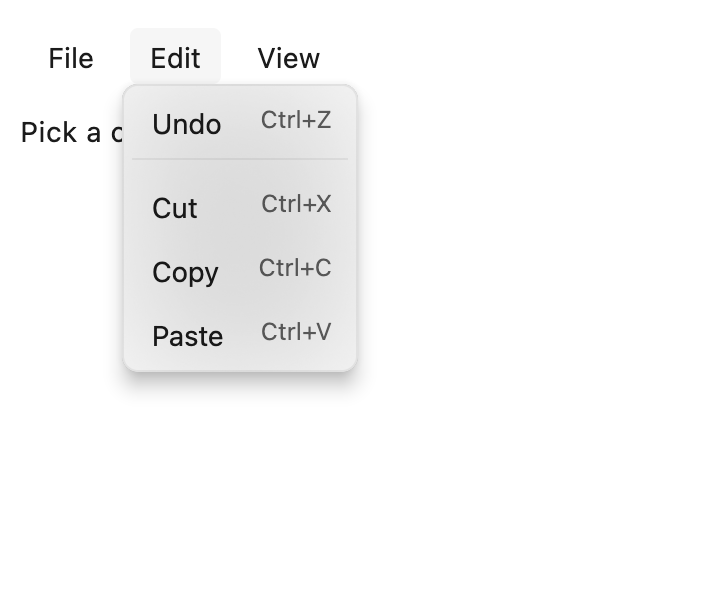 File Edit View
Pick a
Undo Ctrl+Z
Cut Ctrl+X
Copy Ctrl+C
Paste Ctrl+V